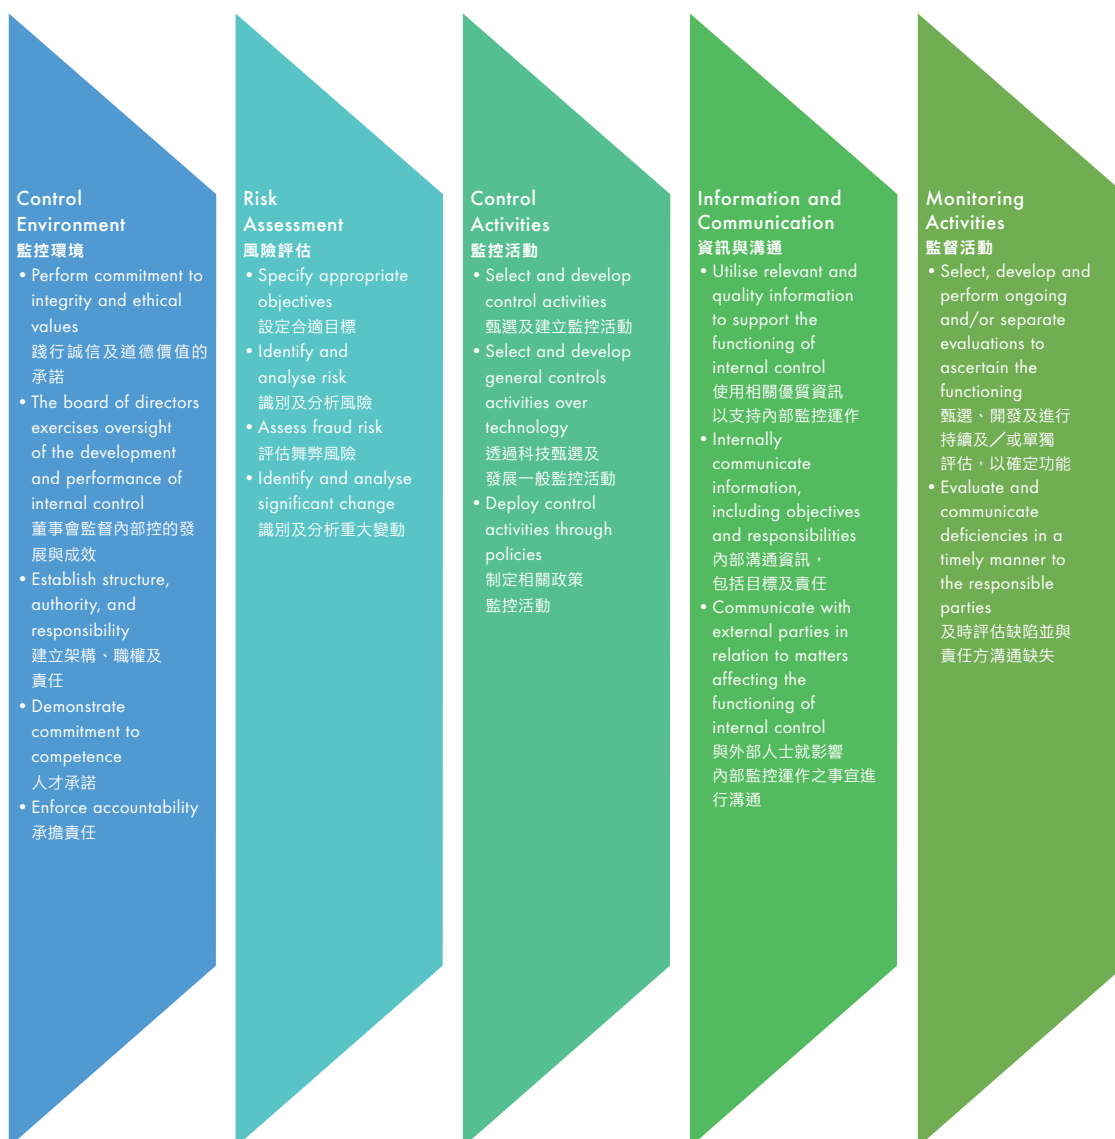 Control
Environment
監控環境
• Perform commitment to
integrity and ethical
values
踐行誠信及道德價值的
承諾
• The board of directors
exercises oversight
of the development
and performance of
internal control
董事會監督內部控的發
展與成效
• Establish structure,
authority, and
responsibility
建立架構、職權及
責任
• Demonstrate
commitment to
competence
人才承諾
• Enforce accountability
承擔責任
Risk
Assessment
風險評估
• Specify appropriate
objectives
設定合適目標
• Identify and
analyse risk
識別及分析風險
• Assess fraud risk
評估舞弊風險
• Identify and analyse
significant change
識別及分析重大變動
Control
Activities
監控活動
• Select and develop
control activities
甄選及建立監控活動
• Select and develop
general controls
activities over
technology
透過科技甄選及
發展一般監控活動
• Deploy control
activities through
policies
制定相關政策
監控活動
Information and
Communication
資訊與溝通
• Utilise relevant and
quality information
to support the
functioning of
internal control
使用相關優質資訊
以支持內部監控運作
• Internally
communicate
information,
including objectives
and responsibilities
內部溝通資訊，
包括目標及責任
• Communicate with
external parties in
relation to matters
affecting the
functioning of
internal control
與外部人士就影響
內部監控運作之事宜進
行溝通
Monitoring
Activities
監督活動
• Select, develop and
perform ongoing
and/or separate
evaluations to
ascertain the
functioning
甄選、開發及進行
持續及╱或單獨
評估，以確定功能
• Evaluate and
communicate
deficiencies in a
timely manner to
the responsible
parties
及時評估缺陷並與
責任方溝通缺失